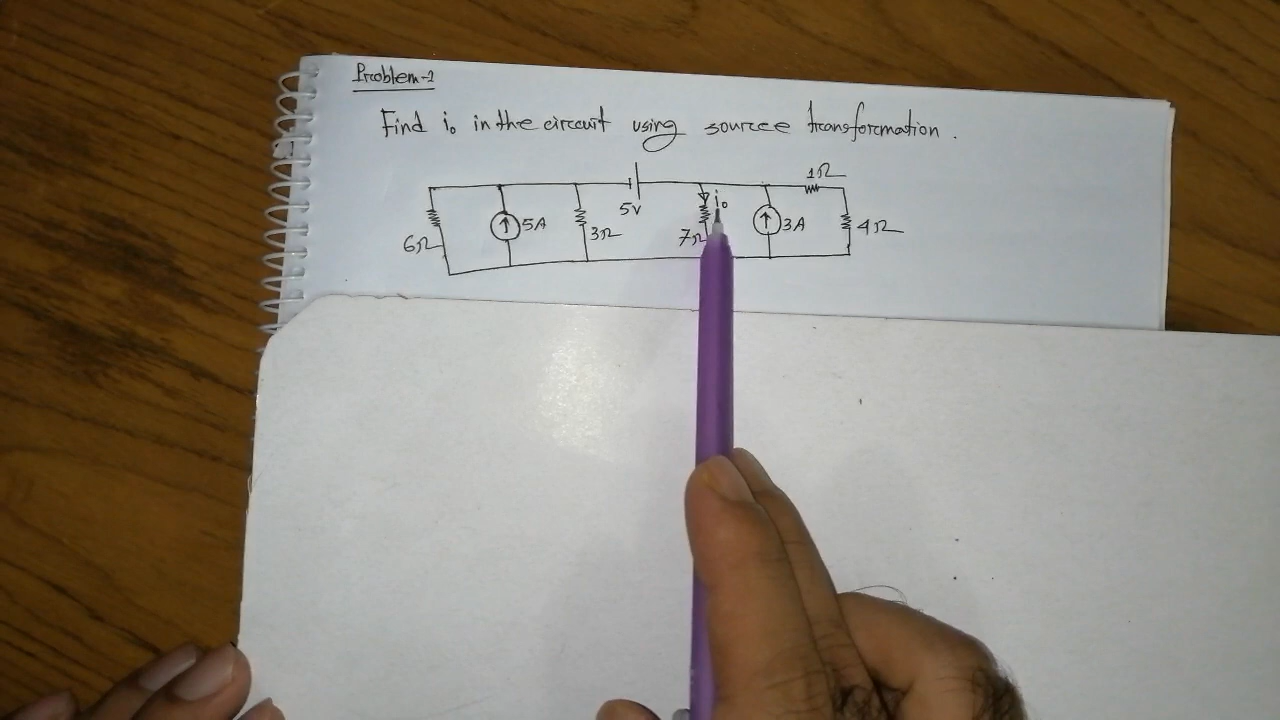 Problem-1
Find i₀ in the circuit using source transformation.
1Ω
5V
i₀
6Ω
5A
3Ω
7Ω
3A
4Ω